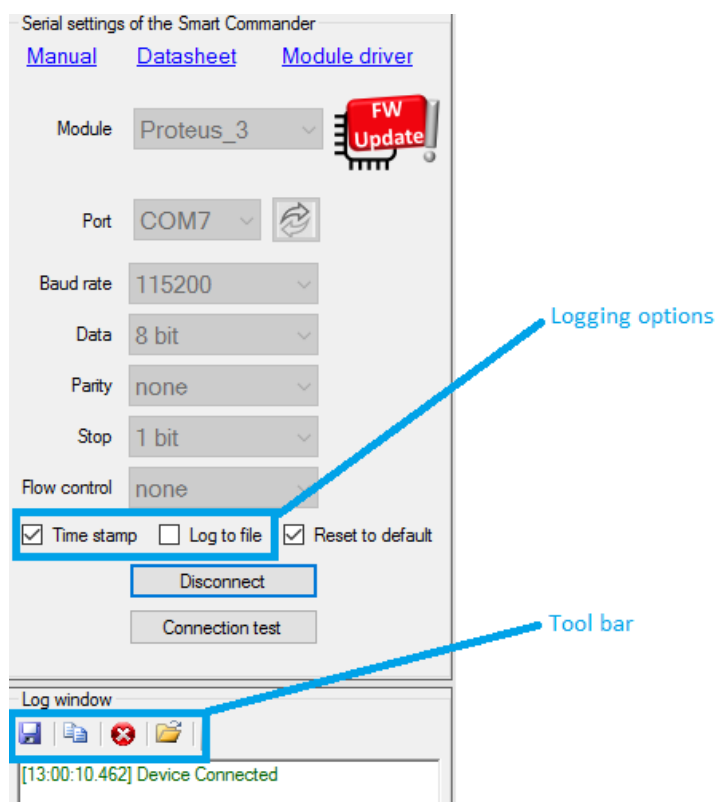 Serial settings of the Smart Commander
Manual Datasheet Module driver
Module Proteus_3 FW
Update
Port COM7
Baud rate 115200
Logging options
Data 8 bit
Parity none
Stop 1 bit
Flow control none
Time stamp Log to file Reset to default
Disconnect
Connection test
Tool bar
Log window
[13:00:10.462] Device Connected